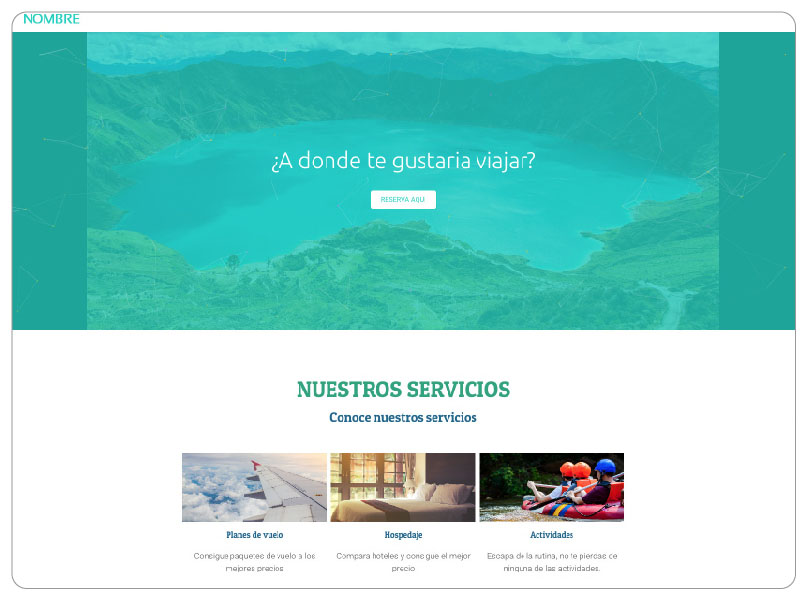 NOMBRE
¿A donde te gustaria viajar?
RESERVA AQUI
NUESTROS SERVICIOS
Conoce nuestros servicios
Planes de vuelo
Hospedaje
Actividades
Consigue paquetes de vuelo a los
mejores precios
Compara hoteles y consigue el mejor
precio
Escapa de la rutina, no te pierdas de
ninguna de las actividades.